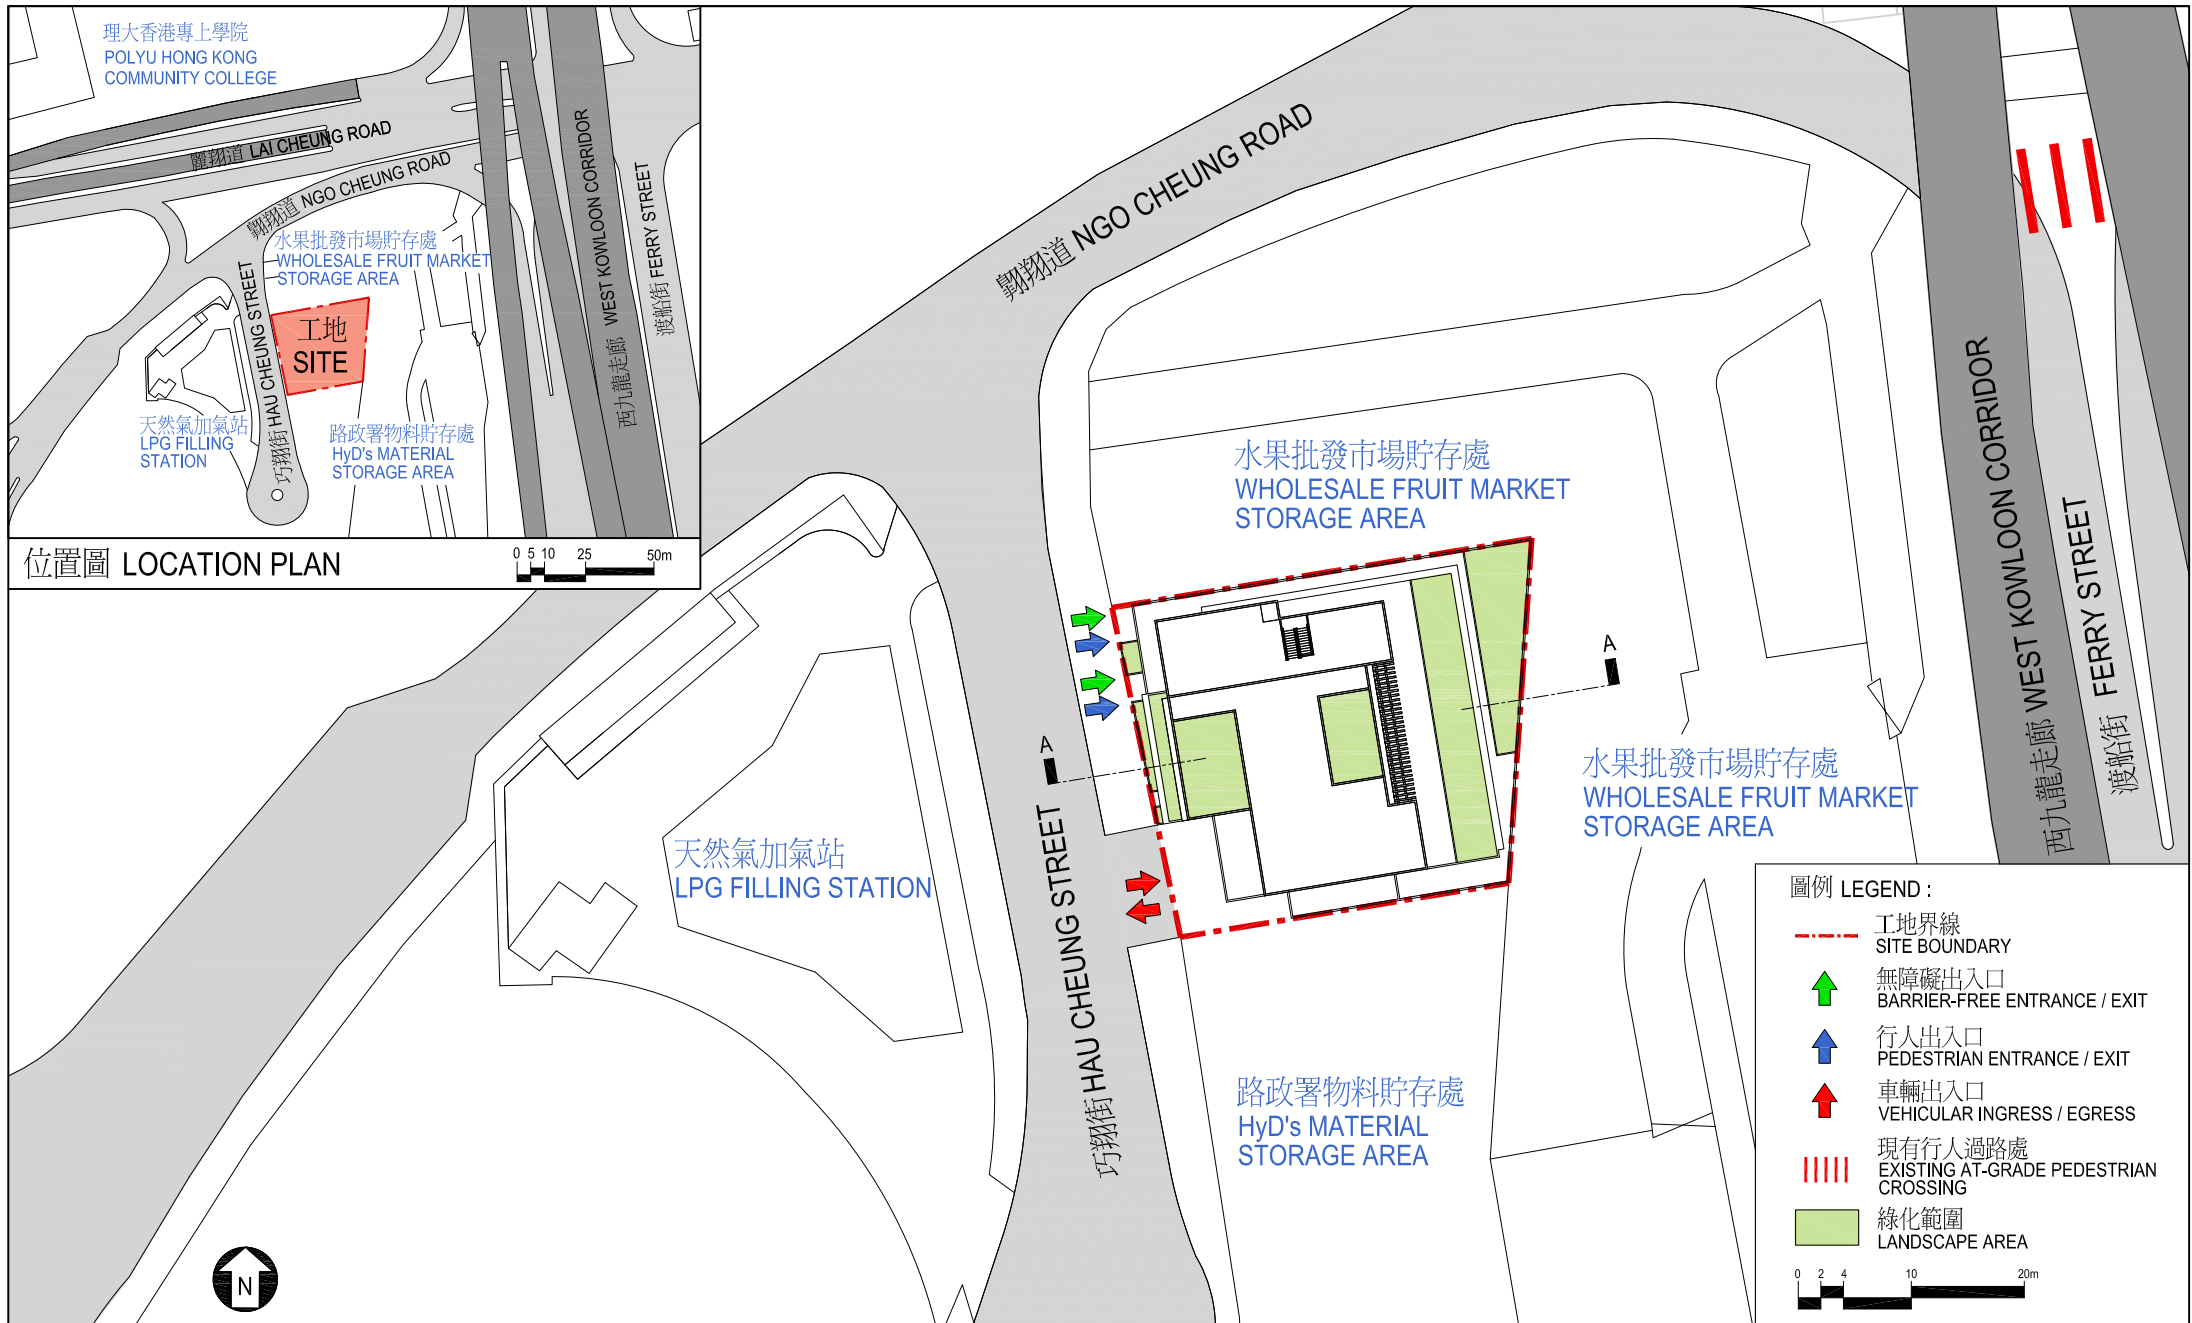 理大香港專上學院
POLYU HONG KONG
COMMUNITY COLLEGE
麗翔道 LAI CHEUNG ROAD
翱翔道 NGO CHEUNG ROAD
水果批發市場貯存處
WHOLESALE FRUIT MARKET
STORAGE AREA
工地
SITE
巧翔街 HAU CHEUNG STREET
天然氣加氣站
LPG FILLING
STATION
路政署物料貯存處
HyD's MATERIAL
STORAGE AREA
西九龍走廊 WEST KOWLOON CORRIDOR
渡船街 FERRY STREET
位置圖 LOCATION PLAN
0 5 10 25 50m
翱翔道 NGO CHEUNG ROAD
水果批發市場貯存處
WHOLESALE FRUIT MARKET
STORAGE AREA
A
A
水果批發市場貯存處
WHOLESALE FRUIT MARKET
STORAGE AREA
天然氣加氣站
LPG FILLING STATION
巧翔街 HAU CHEUNG STREET
路政署物料貯存處
HyD's MATERIAL
STORAGE AREA
西九龍走廊 WEST KOWLOON CORRIDOR
渡船街 FERRY STREET
N
圖例 LEGEND :
工地界線
SITE BOUNDARY
無障礙出入口
BARRIER-FREE ENTRANCE / EXIT
行人出入口
PEDESTRIAN ENTRANCE / EXIT
車輛出入口
VEHICULAR INGRESS / EGRESS
現有行人過路處
EXISTING AT-GRADE PEDESTRIAN
CROSSING
綠化範圍
LANDSCAPE AREA
0 2 4 10 20m